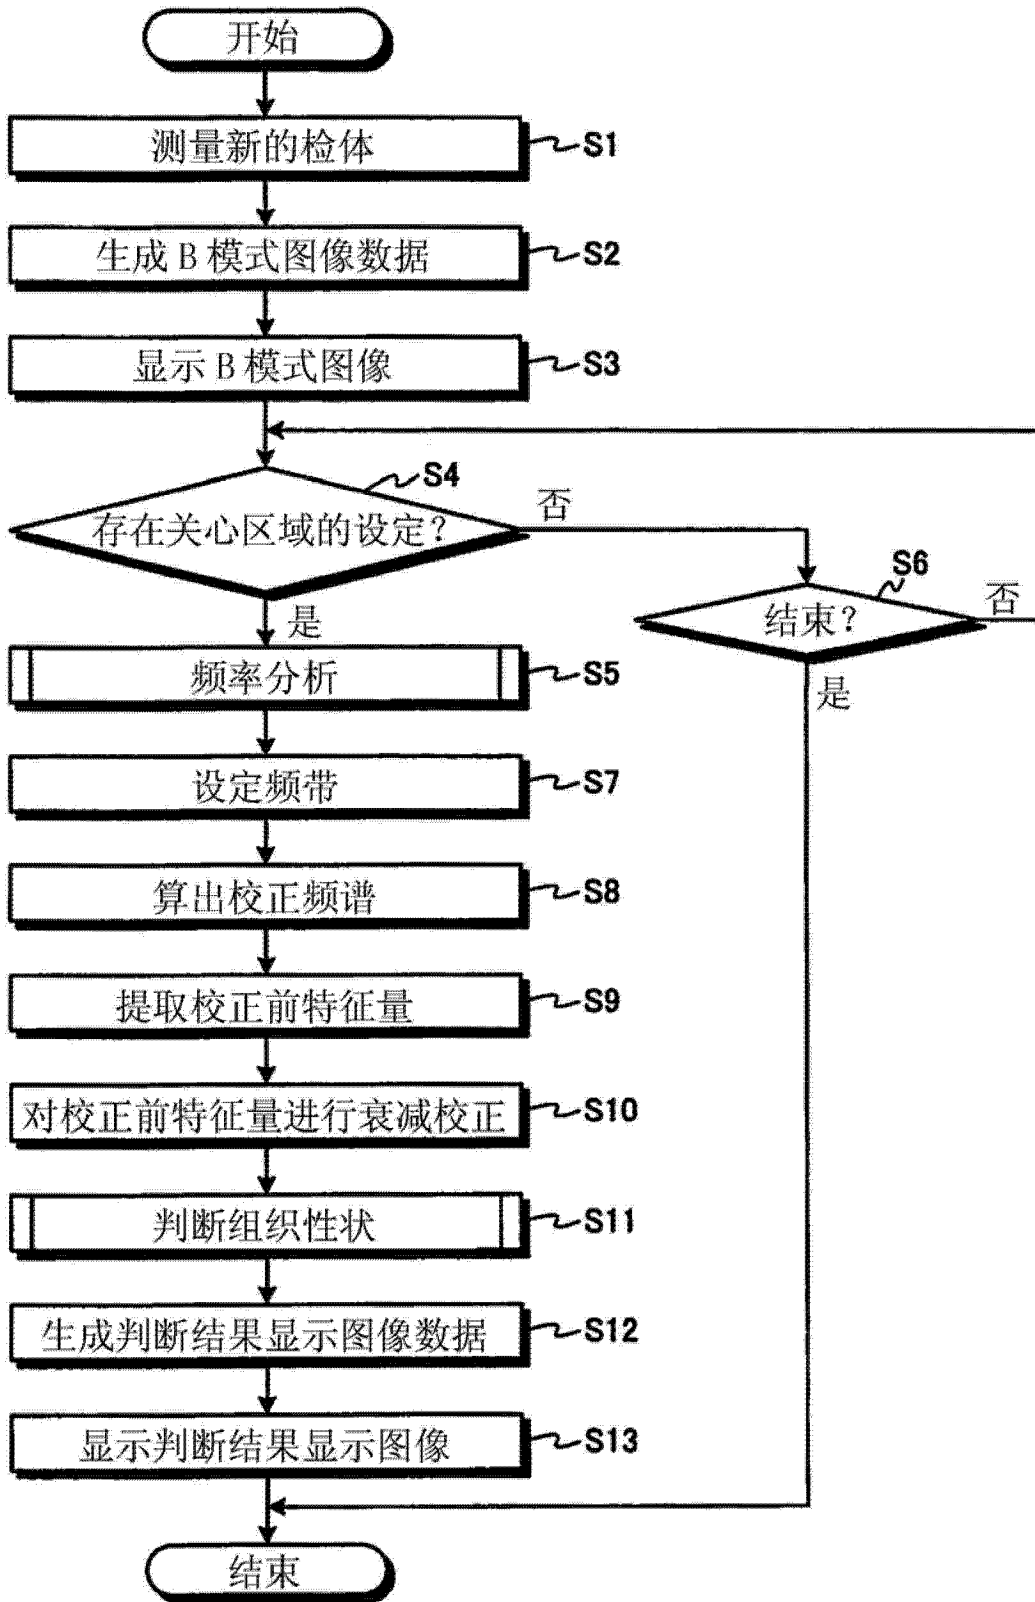 开始
测量新的检体
S1
生成 B 模式图像数据
S2
显示 B 模式图像
S3
S4
存在关心区域的设定？
否
S6
结束？
否
是
是
频率分析
S5
设定频带
S7
算出校正频谱
S8
提取校正前特征量
S9
对校正前特征量进行衰减校正
S10
判断组织性状
S11
生成判断结果显示图像数据
S12
显示判断结果显示图像
S13
结束